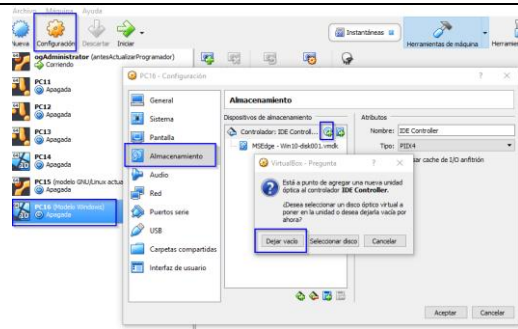 Archivo Máquina Ayuda
Nueva Configuración Descartar Iniciar
Instantáneas
Herramientas de máquina Herramien
ogAdministrator (antesActualizarProgramador)
Corriendo
PC11
Apagada
PC12
Apagada
PC13
Apagada
PC14
Apagada
PC15 (modelo GNU/Linux actua
Apagada
PC16 (Modelo Windows)
Apagada
PC16 - Configuración
? ×
General
Sistema
Pantalla
Almacenamiento
Audio
Red
Puertos serie
USB
Carpetas compartidas
Interfaz de usuario
Almacenamiento
Dispositivos de almacenamiento
Controlador: IDE Control...
MSEdge - Win10-disk001.vmdk
Atributos
Nombre: IDE Controller
Tipo: PIIX4
ar cache de I/O anfitrión
VirtualBox - Pregunta
? ×
Está a punto de agregar una nueva unidad
óptica al controlador IDE Controller.
¿Desea seleccionar un disco óptico virtual a
poner en la unidad o desea dejarla vacía por
ahora?
Dejar vacío Seleccionar disco Cancelar
Aceptar Cancelar